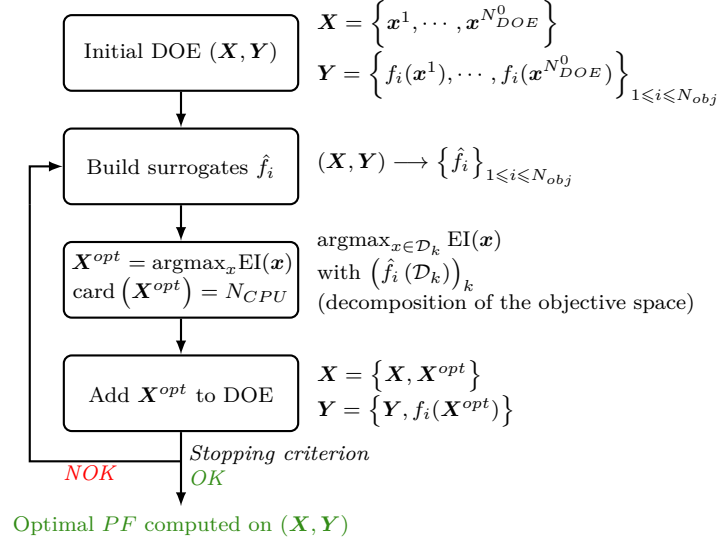 Initial DOE (X, Y)
X = {x^1, ⋯, x^{N^0_{DOE}}}
Y = {f_i(x^1), ⋯, f_i(x^{N^0_{DOE}})}_{1⩽i⩽N_{obj}}
Build surrogates f̂_i
(X, Y) ⟶ {f̂_i}_{1⩽i⩽N_{obj}}
X^{opt} = argmax_x EI(x)
card (X^{opt}) = N_{CPU}
argmax_{x∈D_k} EI(x)
with (f̂_i (D_k))_k
(decomposition of the objective space)
Add X^{opt} to DOE
X = {X, X^{opt}}
Y = {Y, f_i(X^{opt})}
Stopping criterion
NOK
OK
Optimal PF computed on (X, Y)